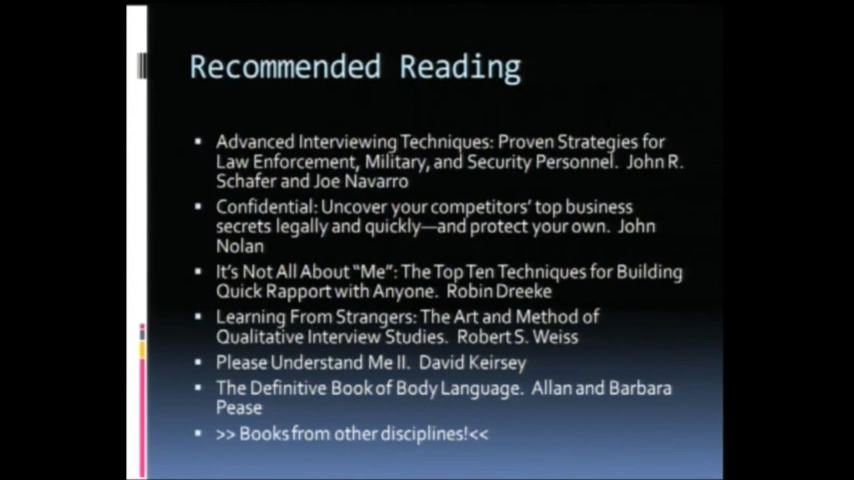 Recommended Reading
Advanced Interviewing Techniques: Proven Strategies for
Law Enforcement, Military, and Security Personnel. John R.
Schafer and Joe Navarro
Confidential: Uncover your competitors' top business
secrets legally and quickly—and protect your own. John
Nolan
It's Not All About "Me": The Top Ten Techniques for Building
Quick Rapport with Anyone. Robin Dreeke
Learning From Strangers: The Art and Method of
Qualitative Interview Studies. Robert S. Weiss
Please Understand Me II. David Keirsey
The Definitive Book of Body Language. Allan and Barbara
Pease
>> Books from other disciplines!<<